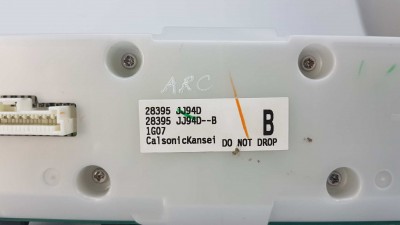 ARC
28395 JJ94D
28395 JJ94D--B
1G07
CalsonicKansei DO NOT DROP
B